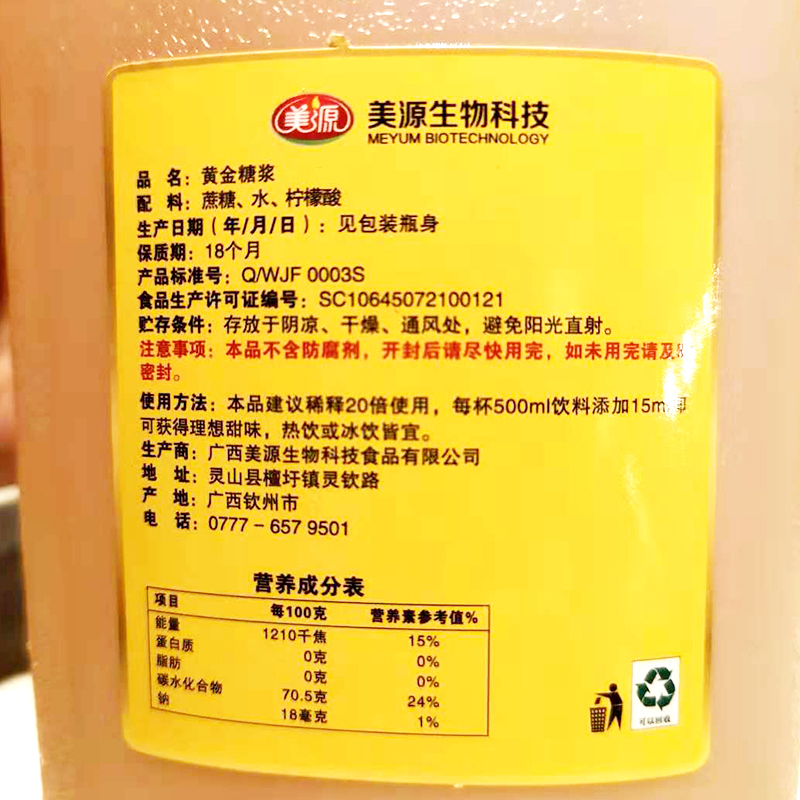 美源
美源生物科技
MEYUM BIOTECHNOLOGY
品 名：黄金糖浆
配 料：蔗糖、水、柠檬酸
生产日期（年/月/日）：见包装瓶身
保质期：18个月
产品标准号：Q/WJF 0003S
食品生产许可证编号：SC10645072100121
贮存条件：存放于阴凉、干燥、通风处，避免阳光直射。
注意事项：本品不含防腐剂，开封后请尽快用完，如未用完请及
密封。
使用方法：本品建议稀释20倍使用，每杯500ml饮料添加15m
可获得理想甜味，热饮或冰饮皆宜。
生产商：广西美源生物科技食品有限公司
地 址：灵山县檀圩镇灵钦路
产 地：广西钦州市
电 话：0777－657 9501
营养成分表
项目 每100克 营养素参考值%
能量 1210千焦 15%
蛋白质 0克 0%
脂肪 0克 0%
碳水化合物 70.5克 24%
钠 18毫克 1%
可以回收